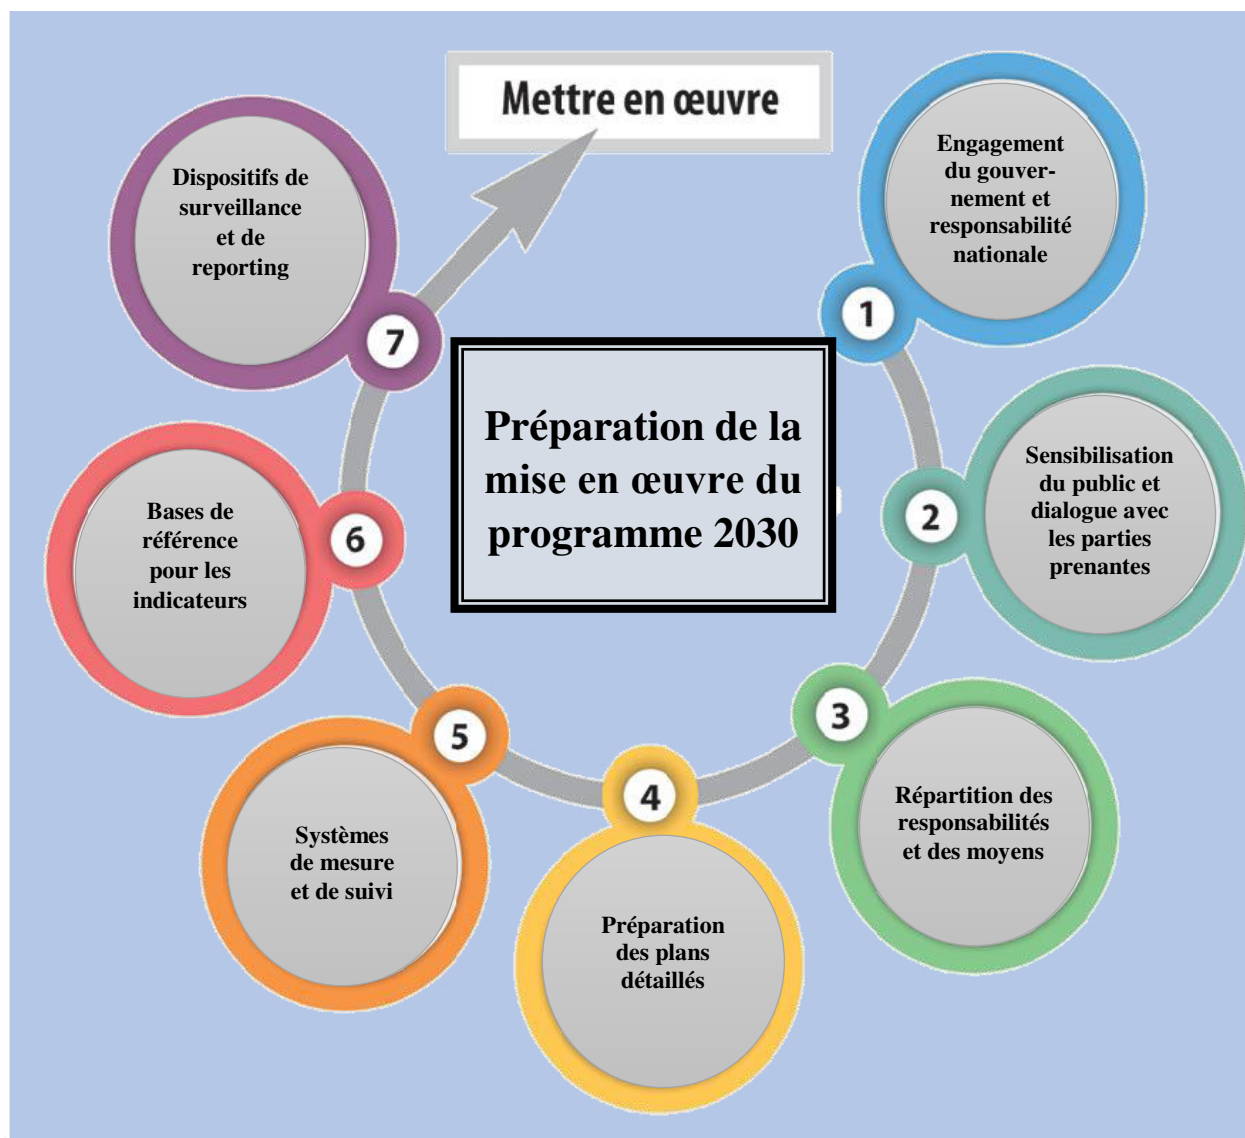 Mettre en œuvre
Engagement
du gouver-
nement et
responsabilité
nationale
1
Sensibilisation
du public et
dialogue avec
les parties
prenantes
2
Répartition des
responsabilités
et des moyens
3
Préparation
des plans
détaillés
4
Systèmes
de mesure
et de suivi
5
Bases de
référence
pour les
indicateurs
6
Dispositifs de
surveillance
et de
reporting
7
Préparation de la
mise en œuvre du
programme 2030